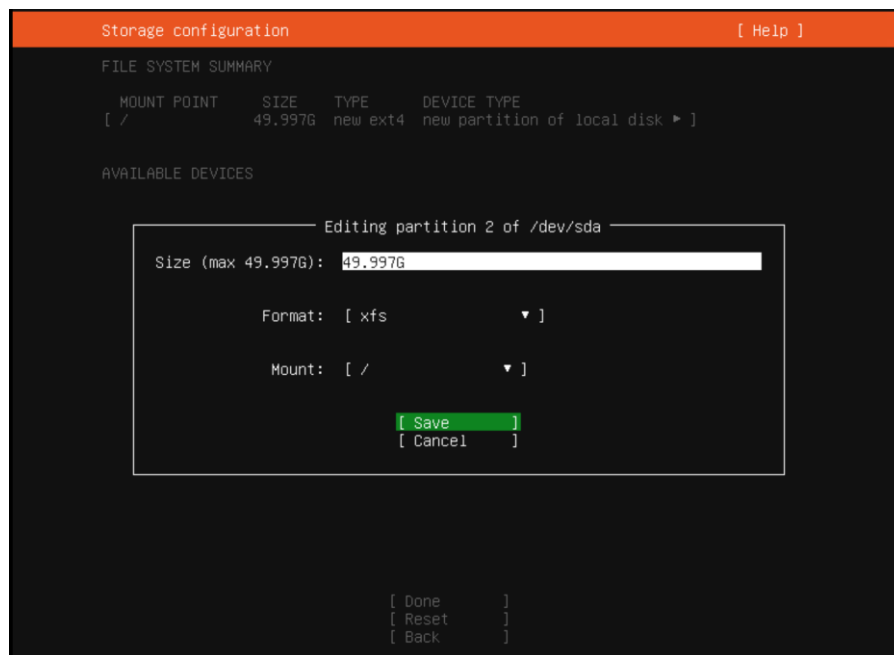 Storage configuration [ Help ]
FILE SYSTEM SUMMARY
MOUNT POINT SIZE TYPE DEVICE TYPE
[ / 49.997G new ext4 new partition of local disk ▸ ]
AVAILABLE DEVICES
Editing partition 2 of /dev/sda
Size (max 49.997G): 49.997G
Format: [ xfs ▾ ]
Mount: [ / ▾ ]
[ Save ]
[ Cancel ]
[ Done ]
[ Reset ]
[ Back ]